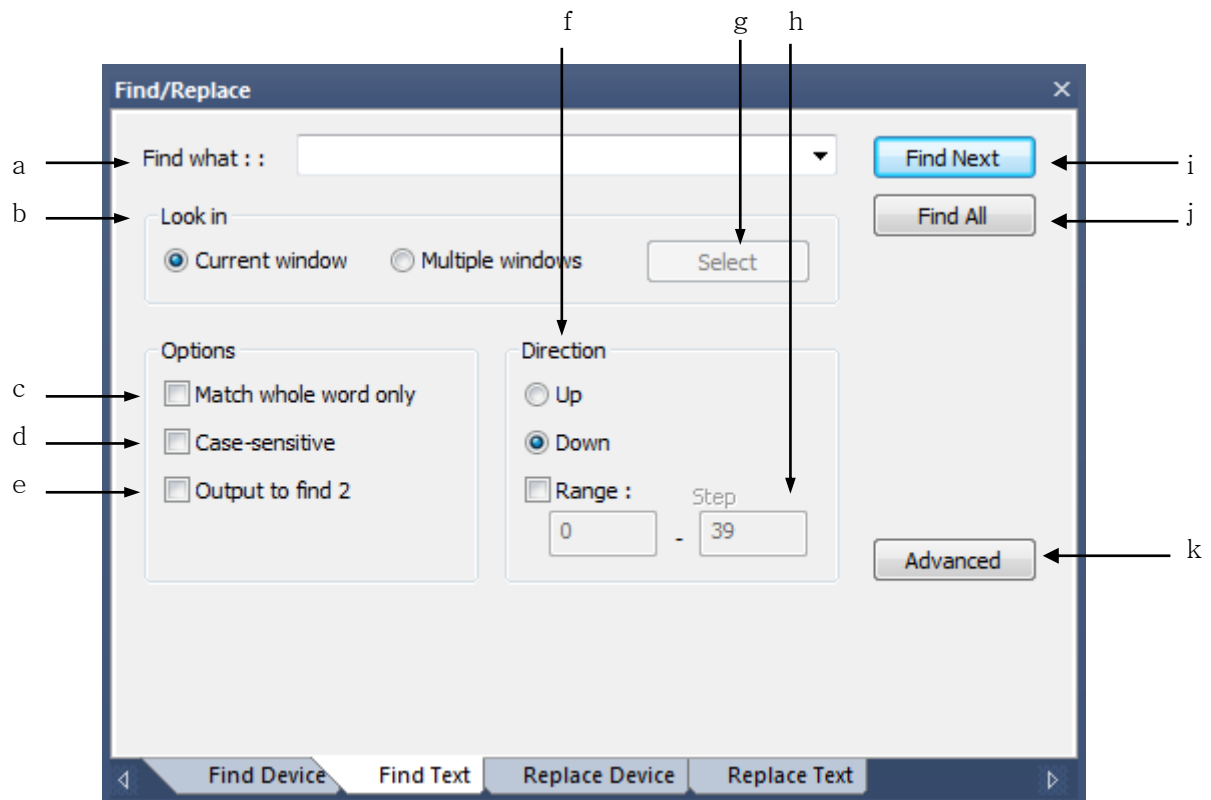 f g h
Find/Replace
a Find what : : Find Next i
b Look in Find All j
Current window Multiple windows Select
Options Direction
c Match whole word only Up
d Case-sensitive Down
e Output to find 2 Range : Step
0 - 39
Advanced k
Find Device Find Text Replace Device Replace Text